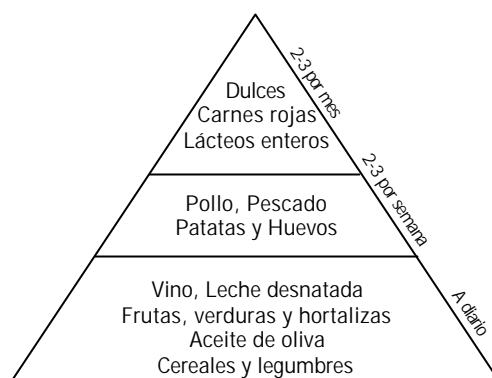 2-3 por mes
Dulces
Carnes rojas
Lácteos enteros
2-3 por semana
Pollo, Pescado
Patatas y Huevos
A diario
Vino, Leche desnatada
Frutas, verduras y hortalizas
Aceite de oliva
Cereales y legumbres